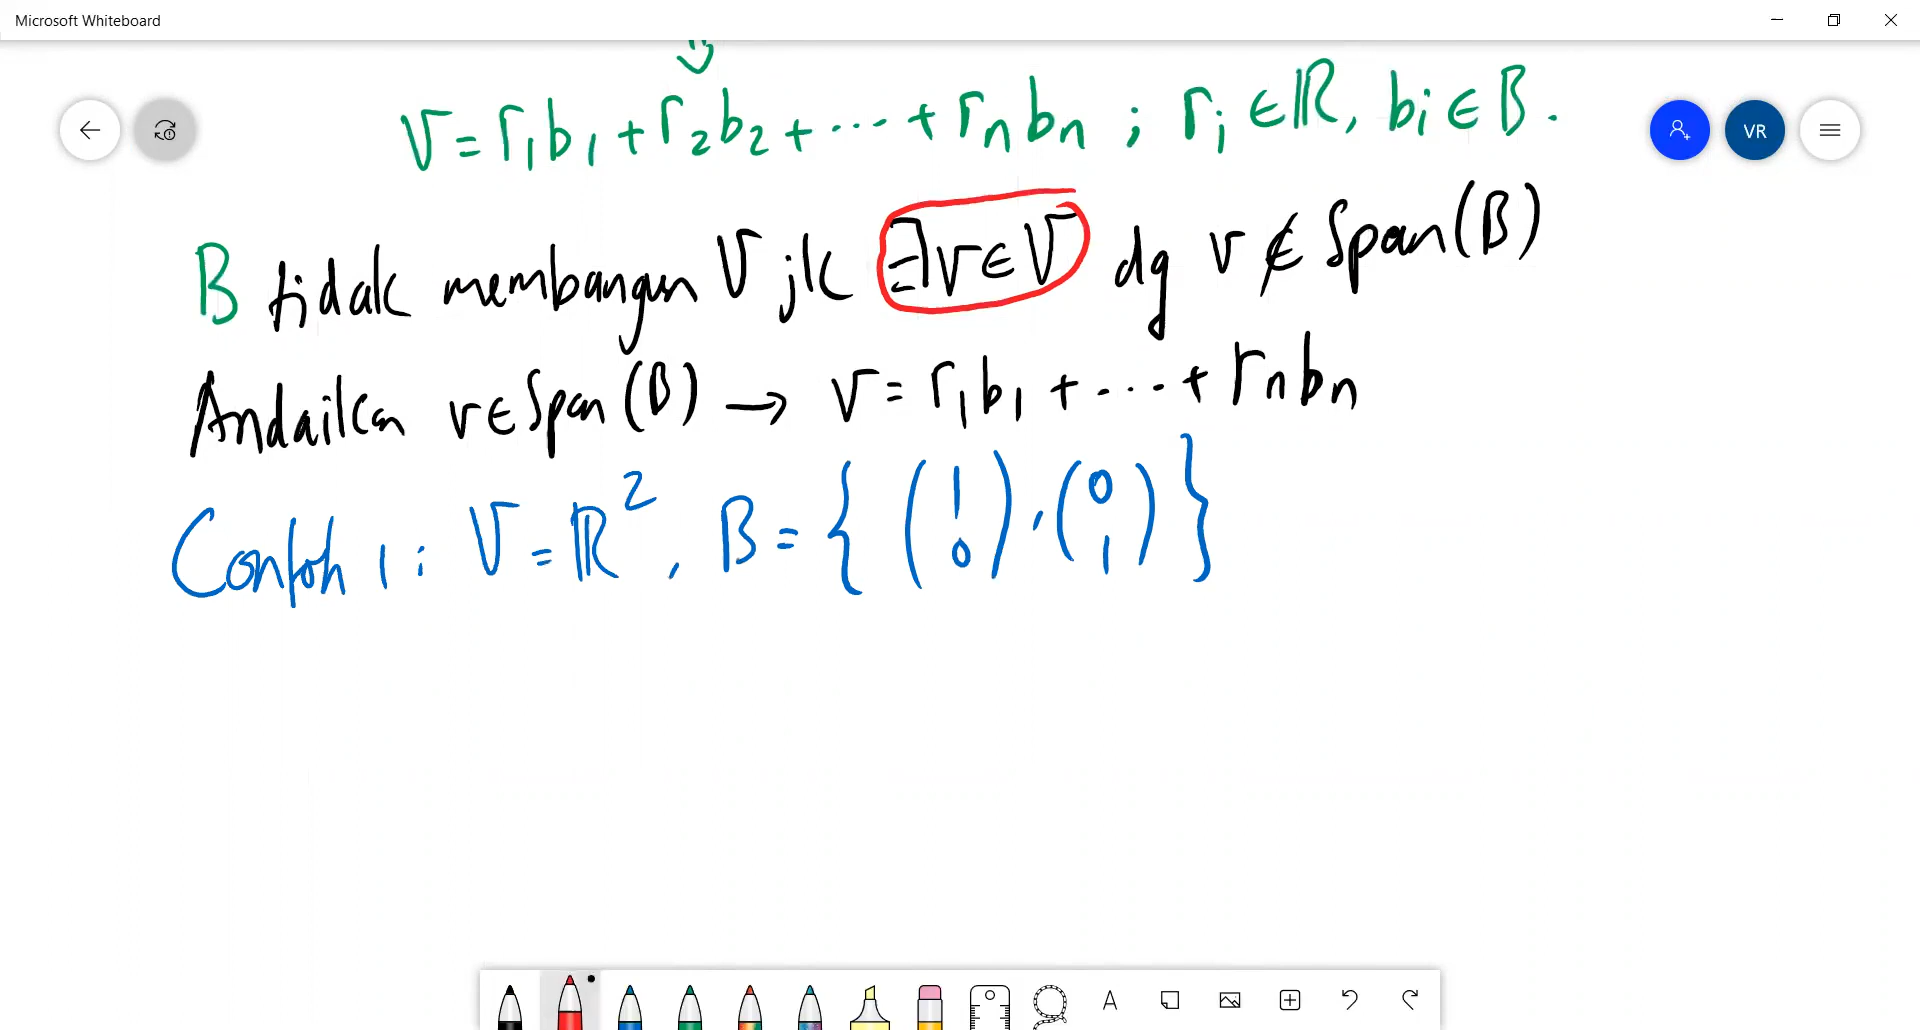 Microsoft Whiteboard
v = r₁b₁ + r₂b₂ + ... + rₙbₙ ; rᵢ ∈ ℝ, bᵢ ∈ B.
VR
B tidak membangun V jk ∃v∈V dg v ∉ Span(B)
Andaikan v∈Span(B) → v = r₁b₁ + ... + rₙbₙ
Contoh 1 : V = ℝ², B = { (1 0), (0 1) }